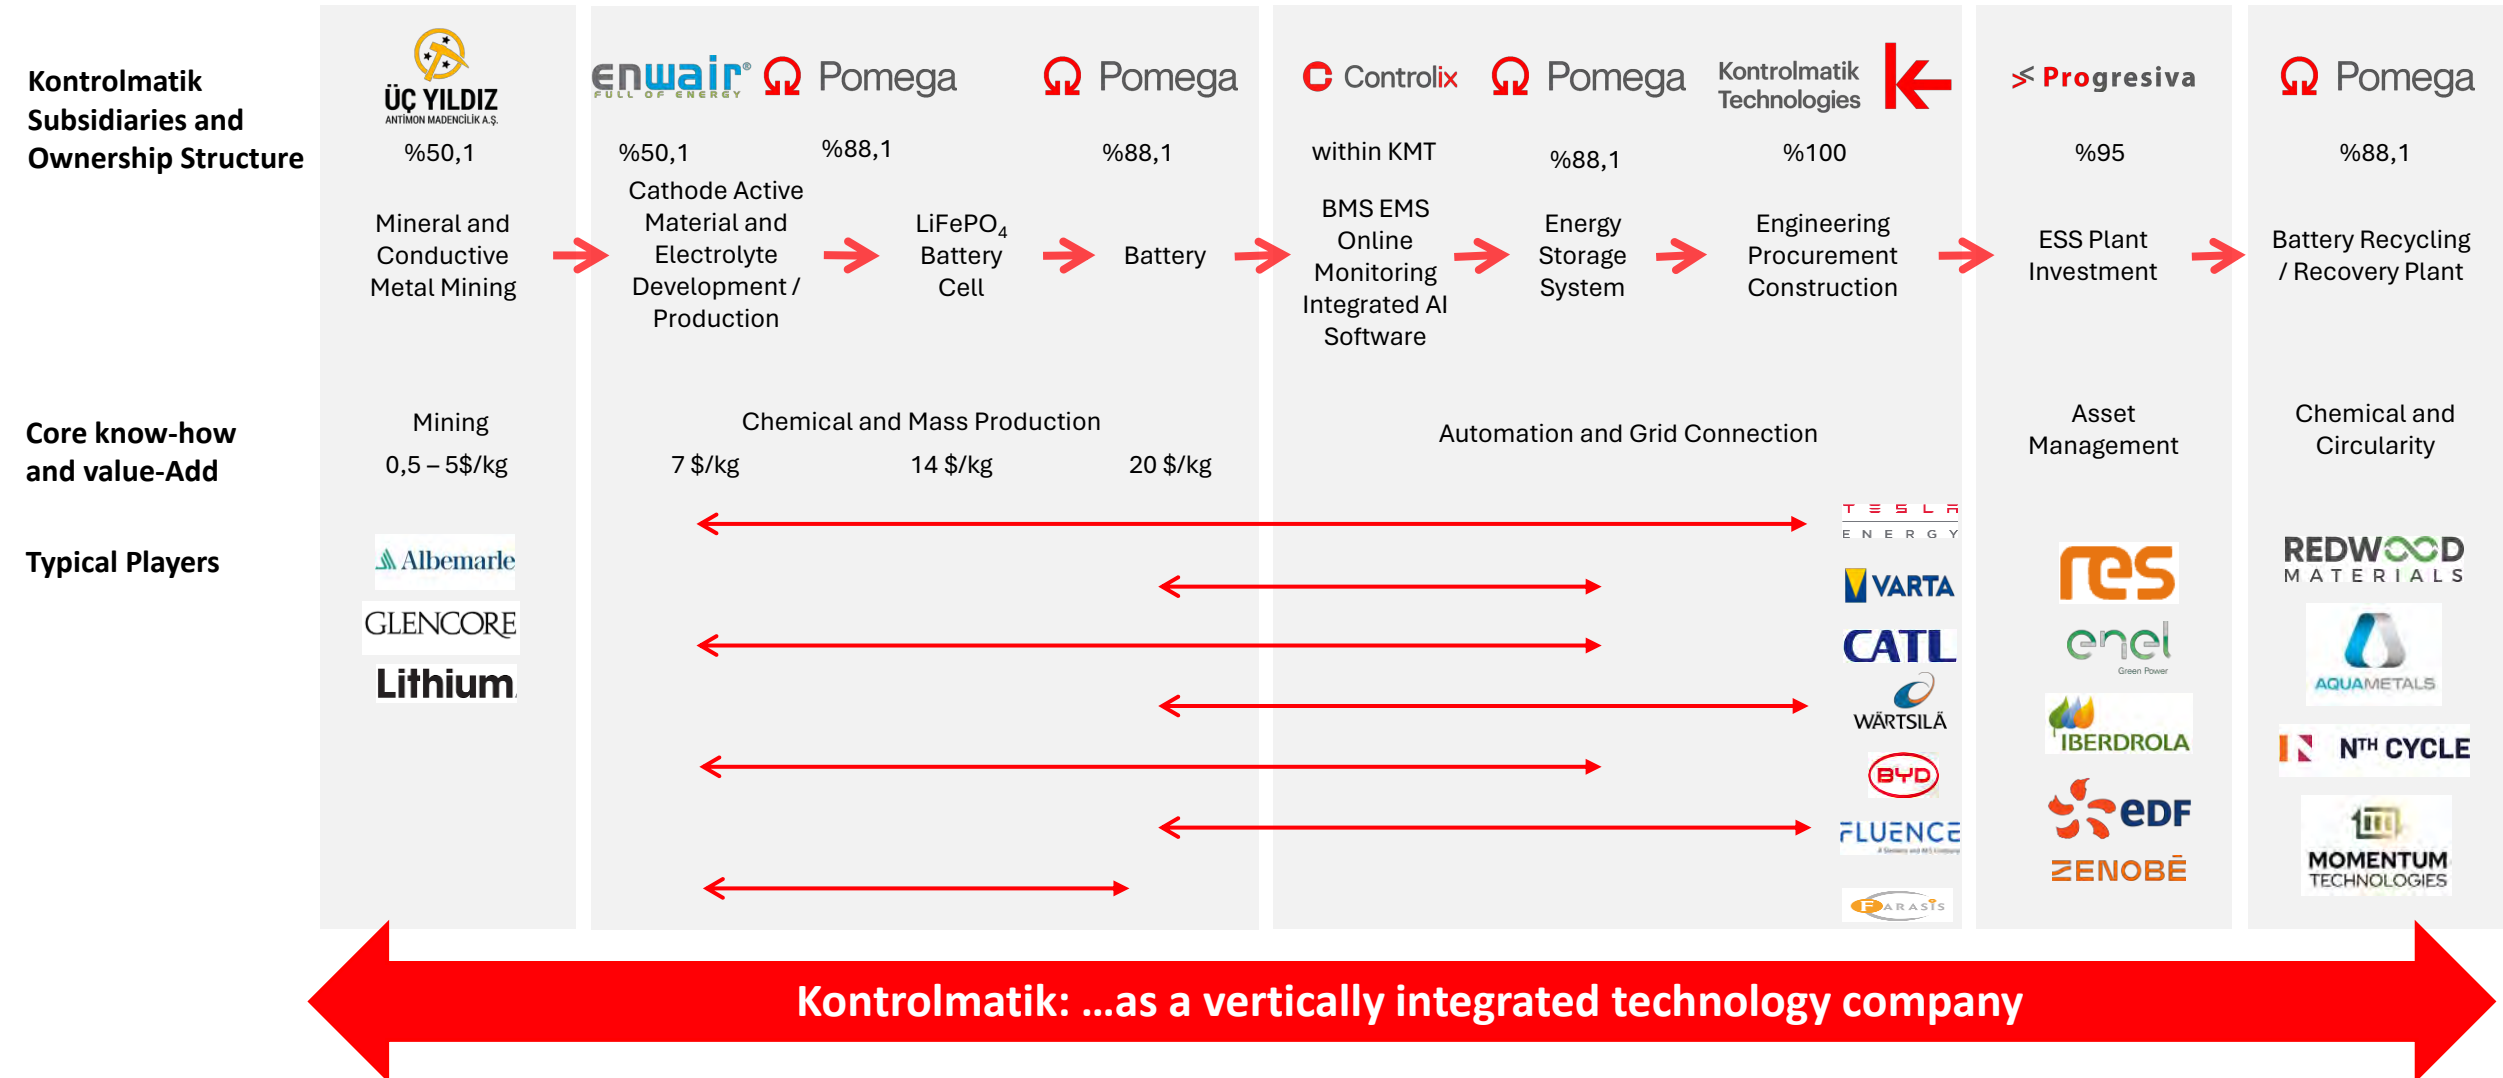 Kontrolmatik
Subsidiaries and
Ownership Structure
ÜÇ YILDIZ
ANTİMON MADENCİLİK A.Ş.
%50,1
Mineral and
Conductive
Metal Mining
enwair®
FULL OF ENERGY
%50,1
Cathode Active
Material and
Electrolyte
Development /
Production
Pomega
%88,1
LiFePO₄
Battery
Cell
Pomega
%88,1
Battery
Controlix
within KMT
BMS EMS
Online
Monitoring
Integrated AI
Software
Pomega
%88,1
Energy
Storage
System
Kontrolmatik
Technologies
%100
Engineering
Procurement
Construction
Progresiva
%95
ESS Plant
Investment
Pomega
%88,1
Battery Recycling
/ Recovery Plant
Core know-how
and value-Add
Mining
0,5 – 5$/kg
Chemical and Mass Production
7 $/kg
14 $/kg
20 $/kg
Automation and Grid Connection
Asset
Management
Chemical and
Circularity
Typical Players
Albemarle
GLENCORE
Lithium
TESLA
ENERGY
VARTA
CATL
WÄRTSILÄ
BYD
FLUENCE
A Siemens and AES Company
FARASIS
res
enel
Green Power
IBERDROLA
eDF
ZENOBĒ
REDWOOD
MATERIALS
AQUAMETALS
NTH CYCLE
MOMENTUM
TECHNOLOGIES
Kontrolmatik: ...as a vertically integrated technology company